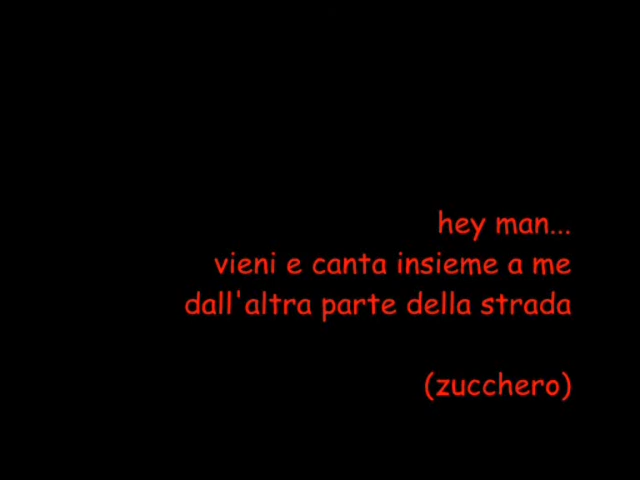 hey man...
vieni e canta insieme a me
dall'altra parte della strada
(zucchero)